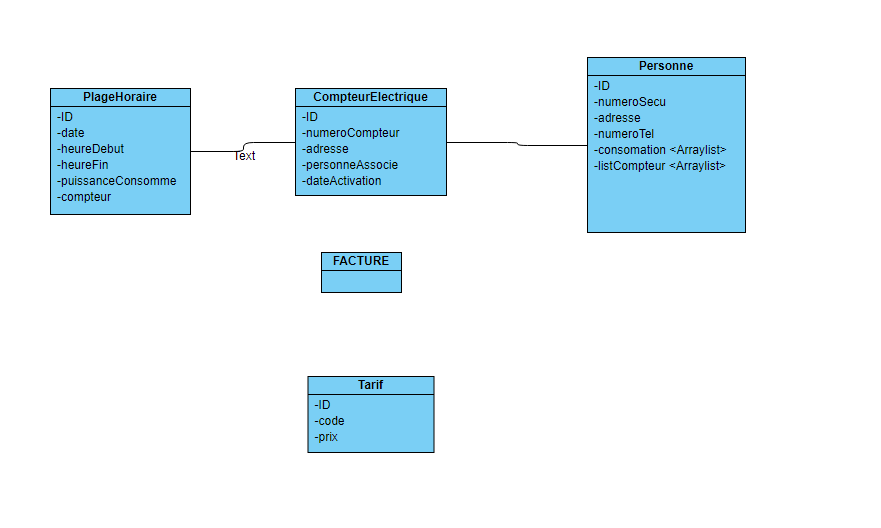 PlageHoraire
-ID
-date
-heureDebut
-heureFin
-puissanceConsomme
-compteur
Text
CompteurElectrique
-ID
-numeroCompteur
-adresse
-personneAssocie
-dateActivation
Personne
-ID
-numeroSecu
-adresse
-numeroTel
-consomation <Arraylist>
-listCompteur <Arraylist>
FACTURE
Tarif
-ID
-code
-prix